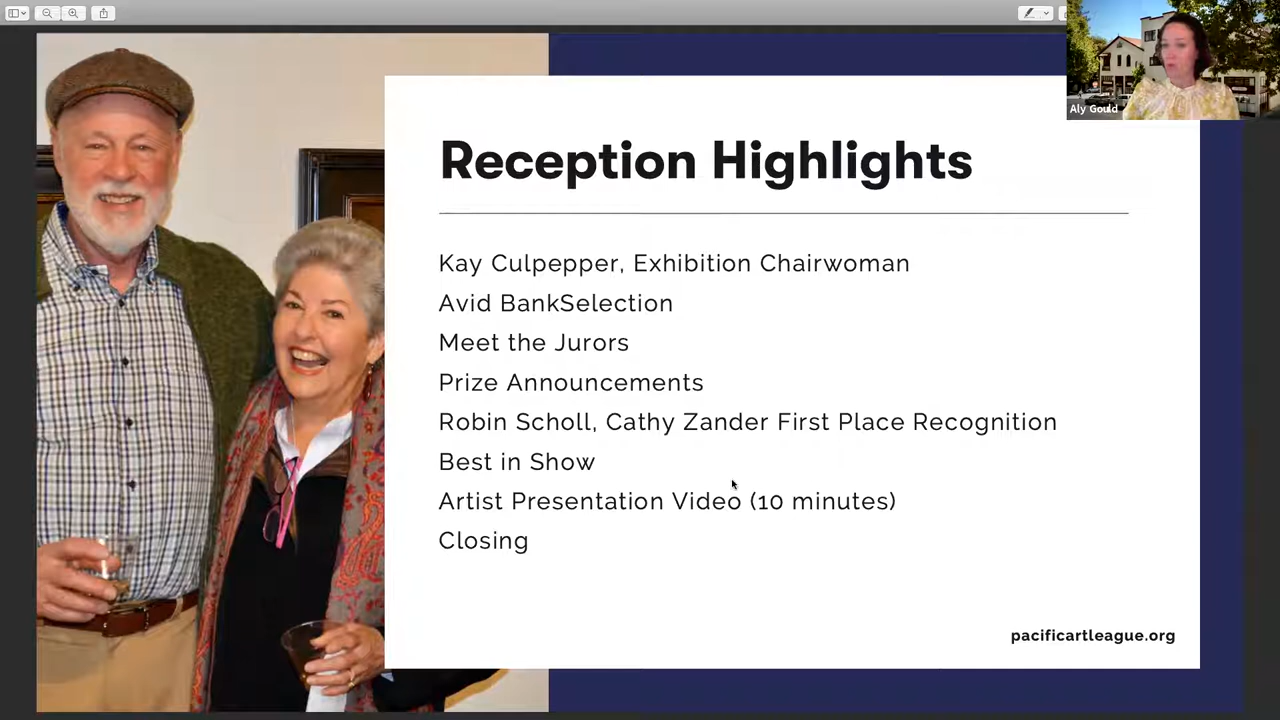 Aly Gould
Reception Highlights
Kay Culpepper, Exhibition Chairwoman
Avid BankSelection
Meet the Jurors
Prize Announcements
Robin Scholl, Cathy Zander First Place Recognition
Best in Show
Artist Presentation Video (10 minutes)
Closing
pacificartleague.org